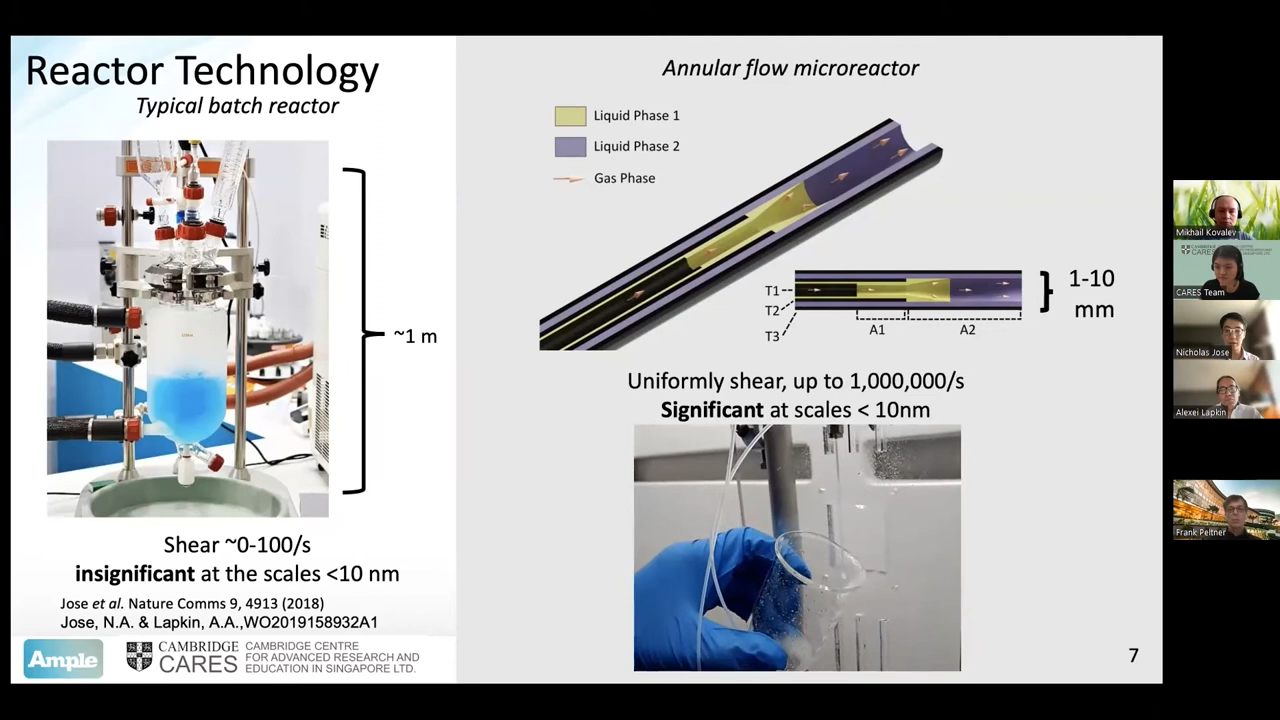 Reactor Technology
Typical batch reactor
~1 m
Shear ~0-100/s
insignificant at the scales <10 nm
Jose et al. Nature Comms 9, 4913 (2018)
Jose, N.A. & Lapkin, A.A.,WO2019158932A1
Ample
CAMBRIDGE
CARES
CAMBRIDGE CENTRE
FOR ADVANCED RESEARCH AND
EDUCATION IN SINGAPORE LTD.
Annular flow microreactor
Liquid Phase 1
Liquid Phase 2
Gas Phase
T1
T2
T3
A1
A2
1-10
mm
Uniformly shear, up to 1,000,000/s
Significant at scales < 10nm
7
Mikhail Kovalev
CARES Team
Nicholas Jose
Alexei Lapkin
Frank Peitner